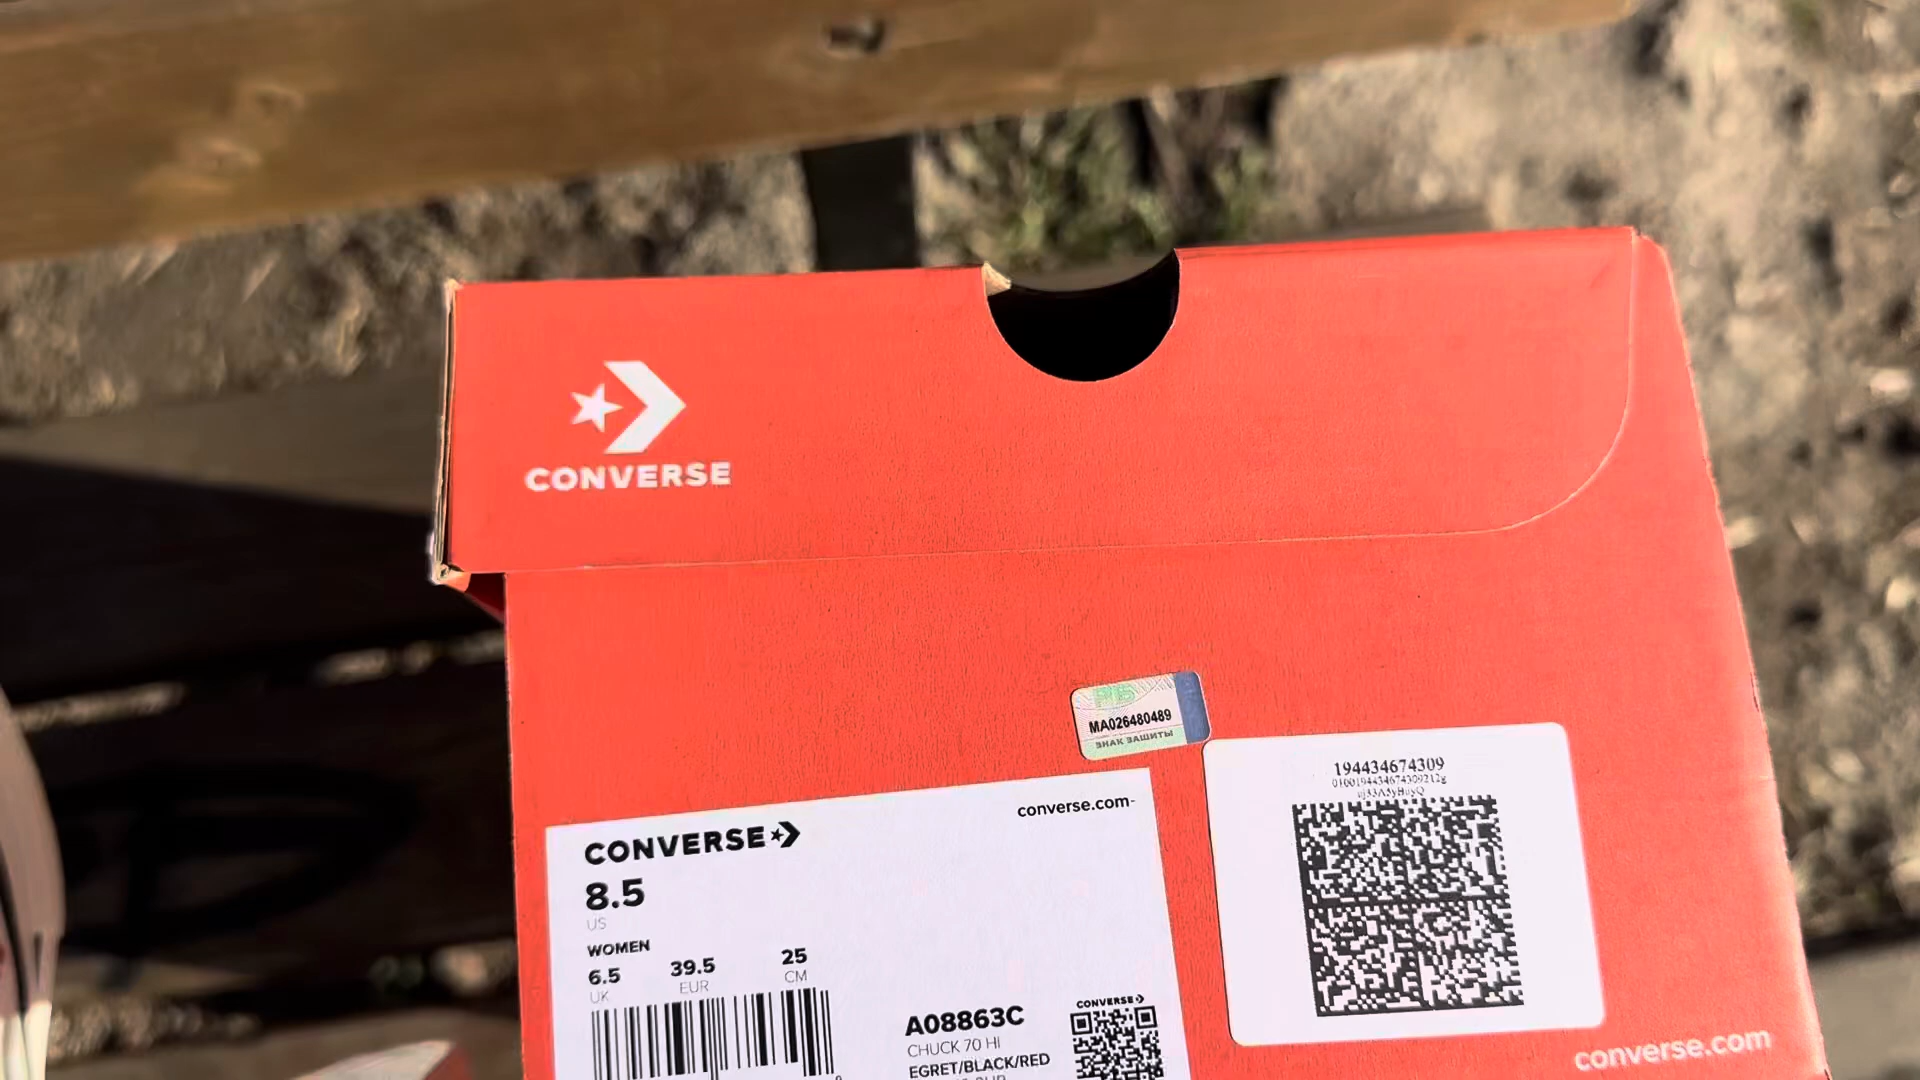 CONVERSE
MA026480489
ЗНАК ЗАЩИТЫ
194434674309
converse.com
CONVERSE
8.5
US
WOMEN
6.5
UK
39.5
EUR
25
CM
CONVERSE
A08863C
CHUCK 70 HI
EGRET/BLACK/RED
converse.com